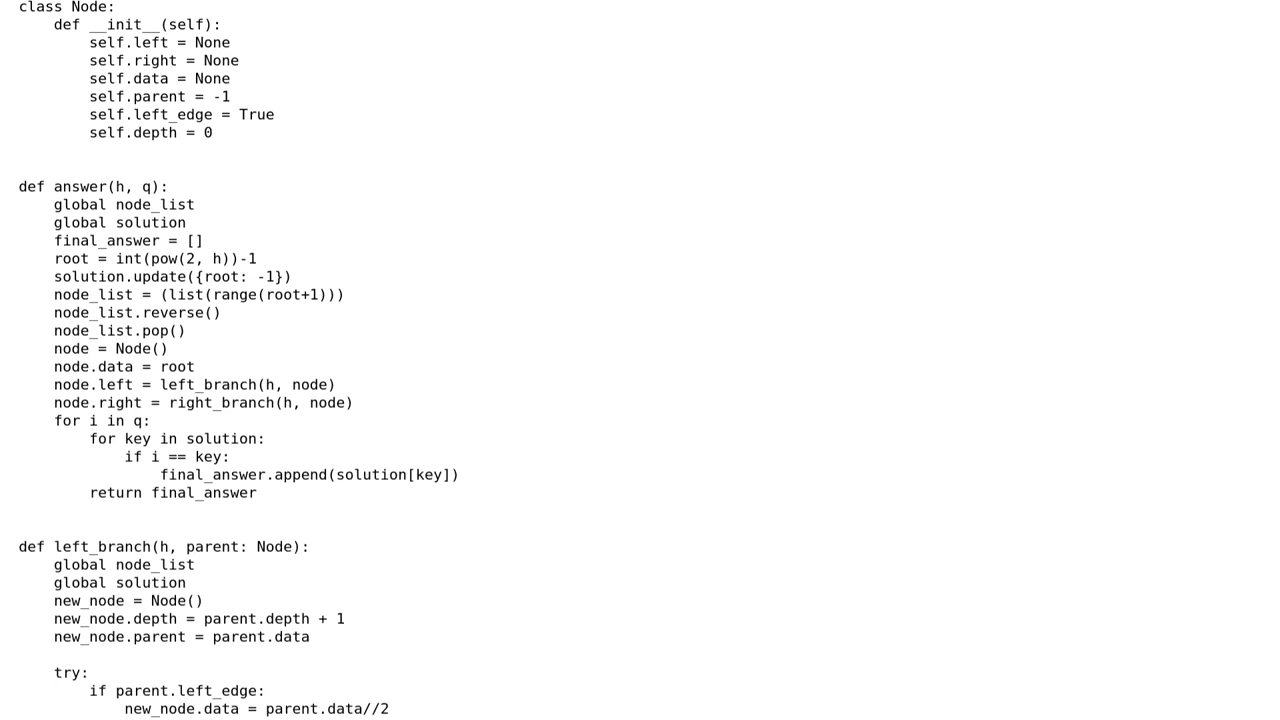 class Node:
    def __init__(self):
        self.left = None
        self.right = None
        self.data = None
        self.parent = -1
        self.left_edge = True
        self.depth = 0


def answer(h, q):
    global node_list
    global solution
    final_answer = []
    root = int(pow(2, h))-1
    solution.update({root: -1})
    node_list = (list(range(root+1)))
    node_list.reverse()
    node_list.pop()
    node = Node()
    node.data = root
    node.left = left_branch(h, node)
    node.right = right_branch(h, node)
    for i in q:
        for key in solution:
            if i == key:
                final_answer.append(solution[key])
        return final_answer


def left_branch(h, parent: Node):
    global node_list
    global solution
    new_node = Node()
    new_node.depth = parent.depth + 1
    new_node.parent = parent.data

    try:
        if parent.left_edge:
            new_node.data = parent.data//2